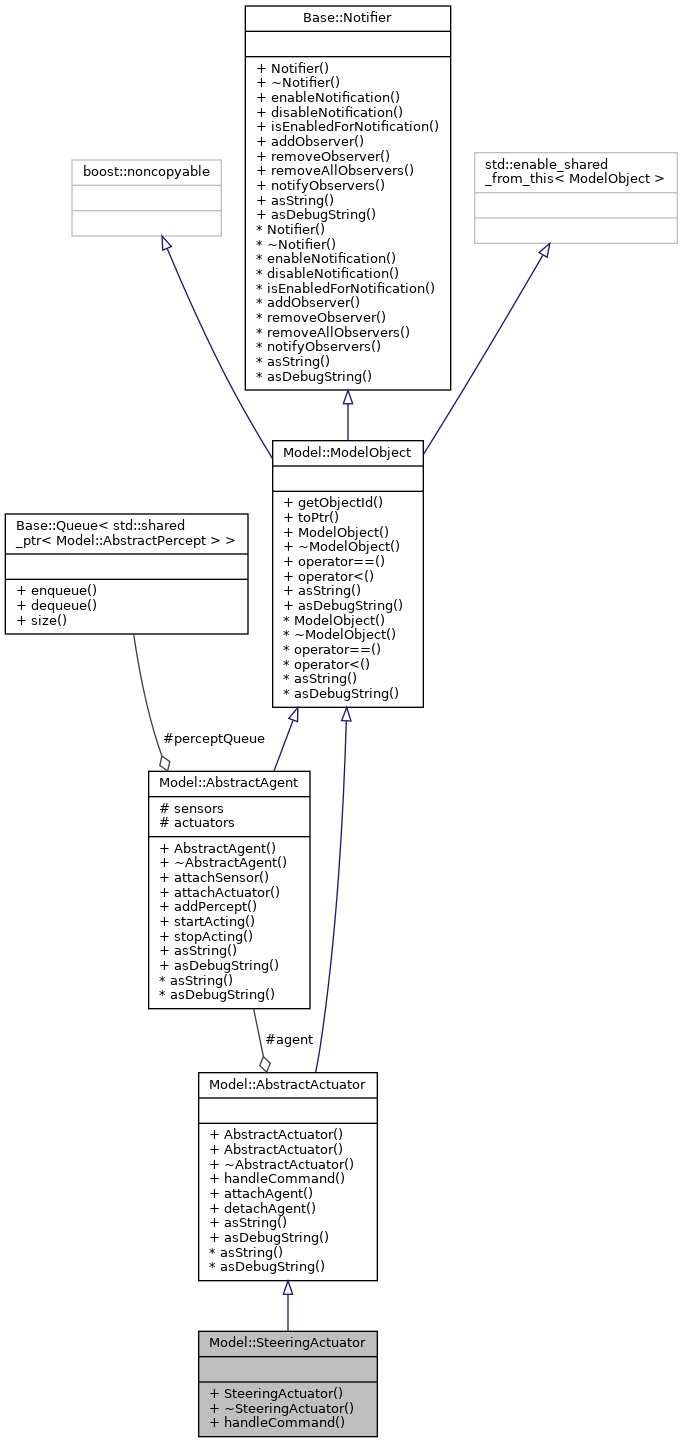 Base::Notifier
+ Notifier()
+ ~Notifier()
+ enableNotification()
+ disableNotification()
+ isEnabledForNotification()
+ addObserver()
+ removeObserver()
+ removeAllObservers()
+ notifyObservers()
+ asString()
+ asDebugString()
* Notifier()
* ~Notifier()
* enableNotification()
* disableNotification()
* isEnabledForNotification()
* addObserver()
* removeObserver()
* removeAllObservers()
* notifyObservers()
* asString()
* asDebugString()
boost::noncopyable
std::enable_shared
_from_this< ModelObject >
Model::ModelObject
+ getObjectId()
+ toPtr()
+ ModelObject()
+ ~ModelObject()
+ operator==()
+ operator<()
+ asString()
+ asDebugString()
* ModelObject()
* ~ModelObject()
* operator==()
* operator<()
* asString()
* asDebugString()
Base::Queue< std::shared
_ptr< Model::AbstractPercept > >
+ enqueue()
+ dequeue()
+ size()
#perceptQueue
Model::AbstractAgent
# sensors
# actuators
+ AbstractAgent()
+ ~AbstractAgent()
+ attachSensor()
+ attachActuator()
+ addPercept()
+ startActing()
+ stopActing()
+ asString()
+ asDebugString()
* asString()
* asDebugString()
#agent
Model::AbstractActuator
+ AbstractActuator()
+ AbstractActuator()
+ ~AbstractActuator()
+ handleCommand()
+ attachAgent()
+ detachAgent()
+ asString()
+ asDebugString()
* asString()
* asDebugString()
Model::SteeringActuator
+ SteeringActuator()
+ ~SteeringActuator()
+ handleCommand()